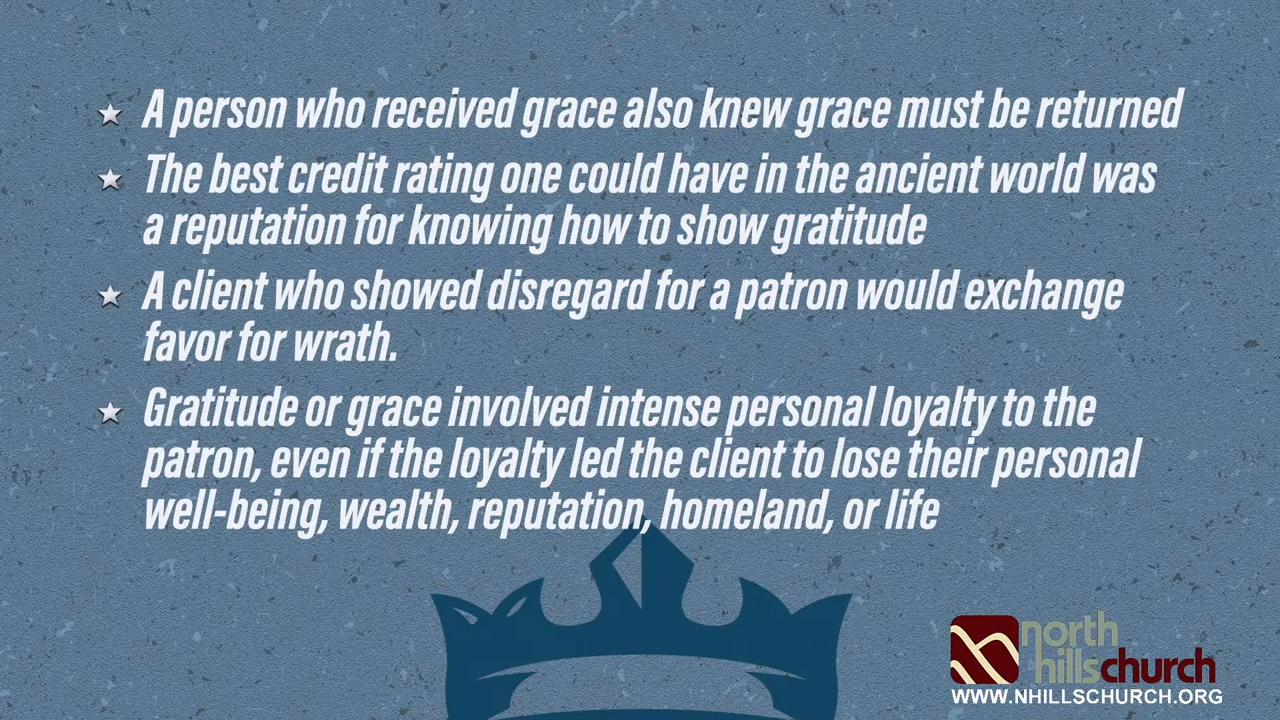 A person who received grace also knew grace must be returned
The best credit rating one could have in the ancient world was
a reputation for knowing how to show gratitude
A client who showed disregard for a patron would exchange
favor for wrath.
Gratitude or grace involved intense personal loyalty to the
patron, even if the loyalty led the client to lose their personal
well-being, wealth, reputation, homeland, or life
north
hillschurch
WWW.NHILLSCHURCH.ORG